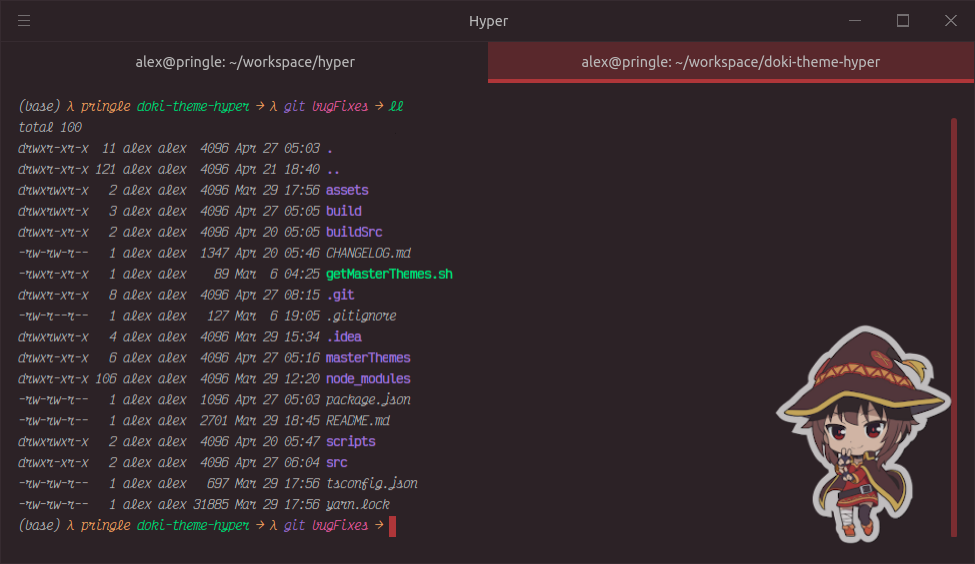 Hyper
alex@pringle: ~/workspace/hyper
alex@pringle: ~/workspace/doki-theme-hyper
(base) λ pringle doki-theme-hyper → λ git bugFixes → ll
total 100
drwxr-xr-x  11 alex alex  4096 Apr 27 05:03 .
drwxr-xr-x 121 alex alex  4096 Apr 21 18:40 ..
drwxrwxr-x   2 alex alex  4096 Mar 29 17:56 assets
drwxrwxr-x   3 alex alex  4096 Apr 27 05:05 build
drwxr-xr-x   2 alex alex  4096 Apr 20 05:05 buildSrc
-rw-rw-r--   1 alex alex  1347 Apr 20 05:46 CHANGELOG.md
-rwxr-xr-x   1 alex alex    89 Mar  6 04:25 getMasterThemes.sh
drwxr-xr-x   8 alex alex  4096 Apr 27 08:15 .git
-rw-r--r--   1 alex alex   127 Mar  6 19:05 .gitignore
drwxrwxr-x   4 alex alex  4096 Mar 29 15:34 .idea
drwxrwxr-x   6 alex alex  4096 Apr 27 05:16 masterThemes
drwxr-xr-x 106 alex alex  4096 Mar 29 12:20 node_modules
-rw-rw-r--   1 alex alex  1096 Apr 27 05:03 package.json
-rw-rw-r--   1 alex alex  2701 Mar 29 18:45 README.md
drwxrwxr-x   2 alex alex  4096 Apr 20 05:47 scripts
drwxr-xr-x   2 alex alex  4096 Apr 27 06:04 src
-rw-rw-r--   1 alex alex   697 Mar 29 17:56 tsconfig.json
-rw-rw-r--   1 alex alex 31885 Mar 29 17:56 yarn.lock
(base) λ pringle doki-theme-hyper → λ git bugFixes →